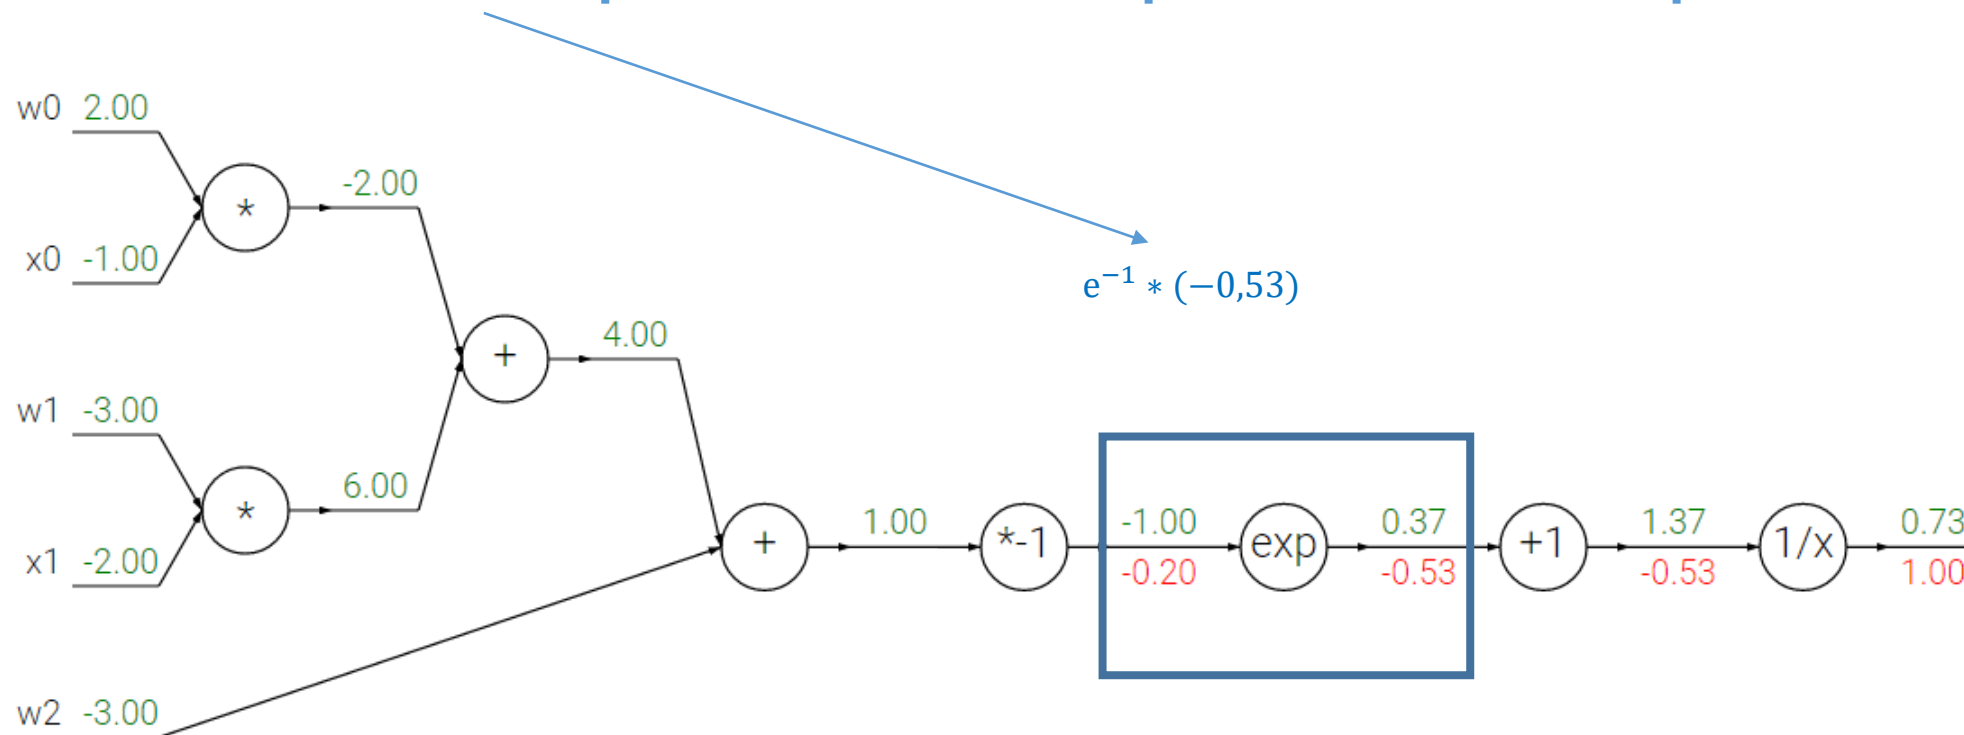 w0 2.00
-2.00
*
x0 -1.00
e⁻¹ * (−0,53)
4.00
+
w1 -3.00
6.00
*
x1 -2.00
+ 1.00 *-1 -1.00 exp 0.37 +1 1.37 1/x 0.73
-0.20 -0.53 -0.53 1.00
w2 -3.00